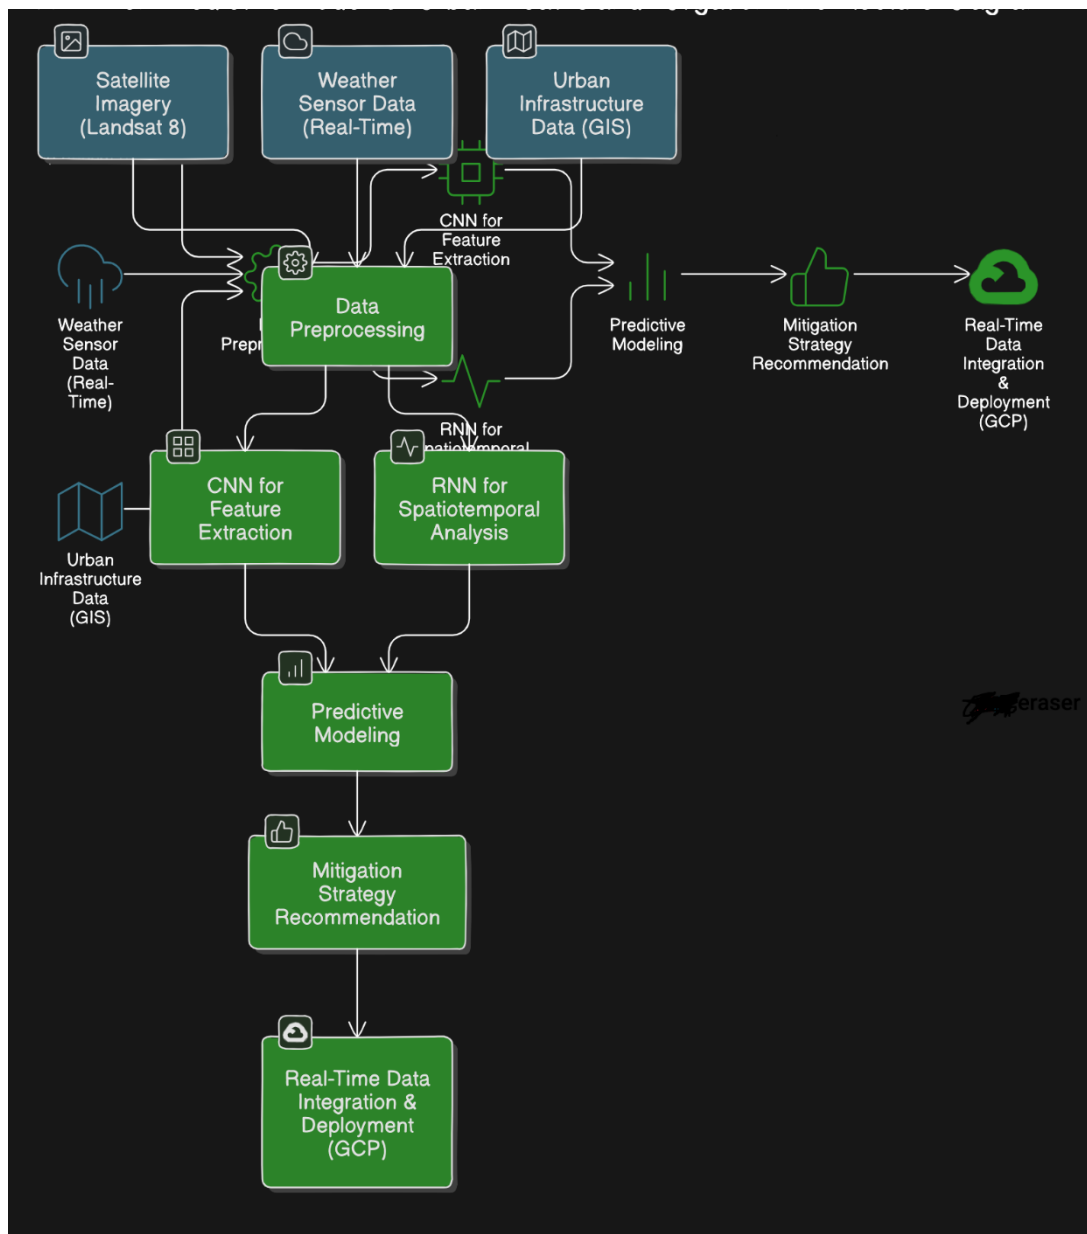 Satellite
Imagery
(Landsat 8)
Weather
Sensor Data
(Real-Time)
Urban
Infrastructure
Data (GIS)
CNN for
Feature
Extraction
Data
Preprocessing
Weather
Sensor
Data
(Real-
Time)
Predictive
Modeling
Mitigation
Strategy
Recommendation
Real-Time
Data
Integration
&
Deployment
(GCP)
RNN for
CNN for
Feature
Extraction
RNN for
Spatiotemporal
Analysis
Urban
Infrastructure
Data
(GIS)
Predictive
Modeling
eraser
Mitigation
Strategy
Recommendation
Real-Time Data
Integration &
Deployment
(GCP)